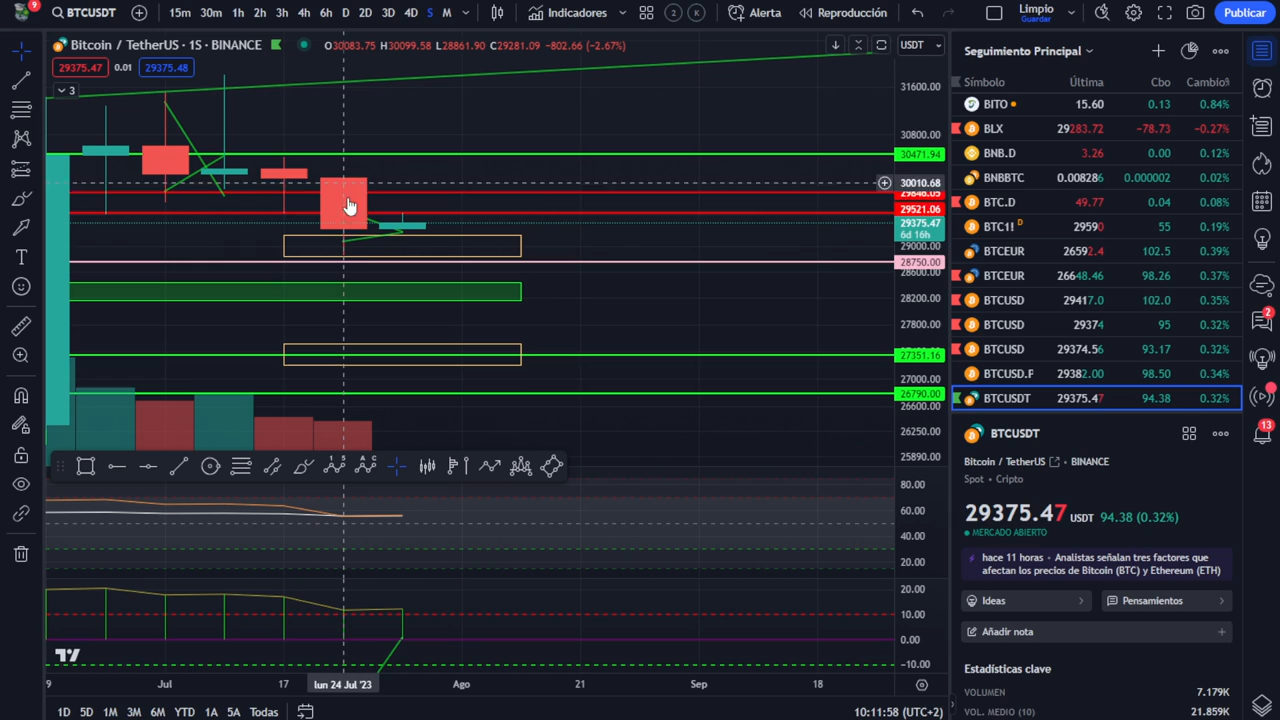 9
BTCUSDT
15m 30m 1h 2h 3h 4h 6h D 2D 3D 4D S M
Indicadores
2 K
Alerta
Reproducción
Limpio
Guardar
Publicar
Bitcoin / TetherUS · 1S · BINANCE
O30083.75 H30099.58 L28861.90 C29281.09 -802.66 (-2.67%)
USDT
29375.47 0.01 29375.48
3
31600.00
30800.00
30471.94
30010.68
29848.05
29521.06
29375.47
6d 16h
29000.00
28750.00
28600.00
28200.00
27800.00
27351.16
27000.00
26790.00
26600.00
26250.00
25890.00
80.00
60.00
40.00
20.00
20.00
10.00
0.00
-10.00
9 Jul 17 lun 24 Jul '23 Ago 21 Sep 18
1D 5D 1M 3M 6M YTD 1A 5A Todas
10:11:58 (UTC+2)
Seguimiento Principal
Símbolo Última Cbo Cambio%
BITO 15.60 0.13 0.84%
BLX 29283.72 -78.73 -0.27%
BNB.D 3.26 0.00 0.12%
BNBBTC 0.008286 0.000002 0.02%
BTC.D 49.77 0.04 0.08%
BTC1! D 29590 55 0.19%
BTCEUR 26592.4 102.5 0.39%
BTCEUR 26648.46 98.26 0.37%
BTCUSD 29417.0 102.0 0.35%
BTCUSD 29374 95 0.32%
BTCUSD 29374.56 93.17 0.32%
BTCUSD.P 29382.00 98.50 0.34%
BTCUSDT 29375.47 94.38 0.32%
BTCUSDT
Bitcoin / TetherUS · BINANCE
Spot · Cripto
29375.47 USDT 94.38 (0.32%)
MERCADO ABIERTO
hace 11 horas · Analistas señalan tres factores que
afectan los precios de Bitcoin (BTC) y Ethereum (ETH)
Ideas
Pensamientos
Añadir nota
Estadísticas clave
VOLUMEN 7.179K
VOL. MEDIO (10) 21.859K
2
13